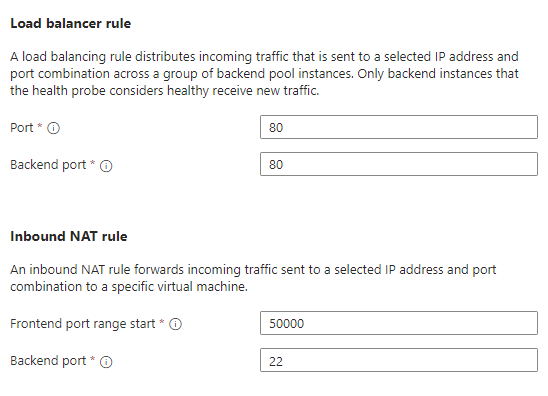 Load balancer rule
A load balancing rule distributes incoming traffic that is sent to a selected IP address and
port combination across a group of backend pool instances. Only backend instances that
the health probe considers healthy receive new traffic.
Port * 80
Backend port * 80
Inbound NAT rule
An inbound NAT rule forwards incoming traffic sent to a selected IP address and port
combination to a specific virtual machine.
Frontend port range start * 50000
Backend port * 22